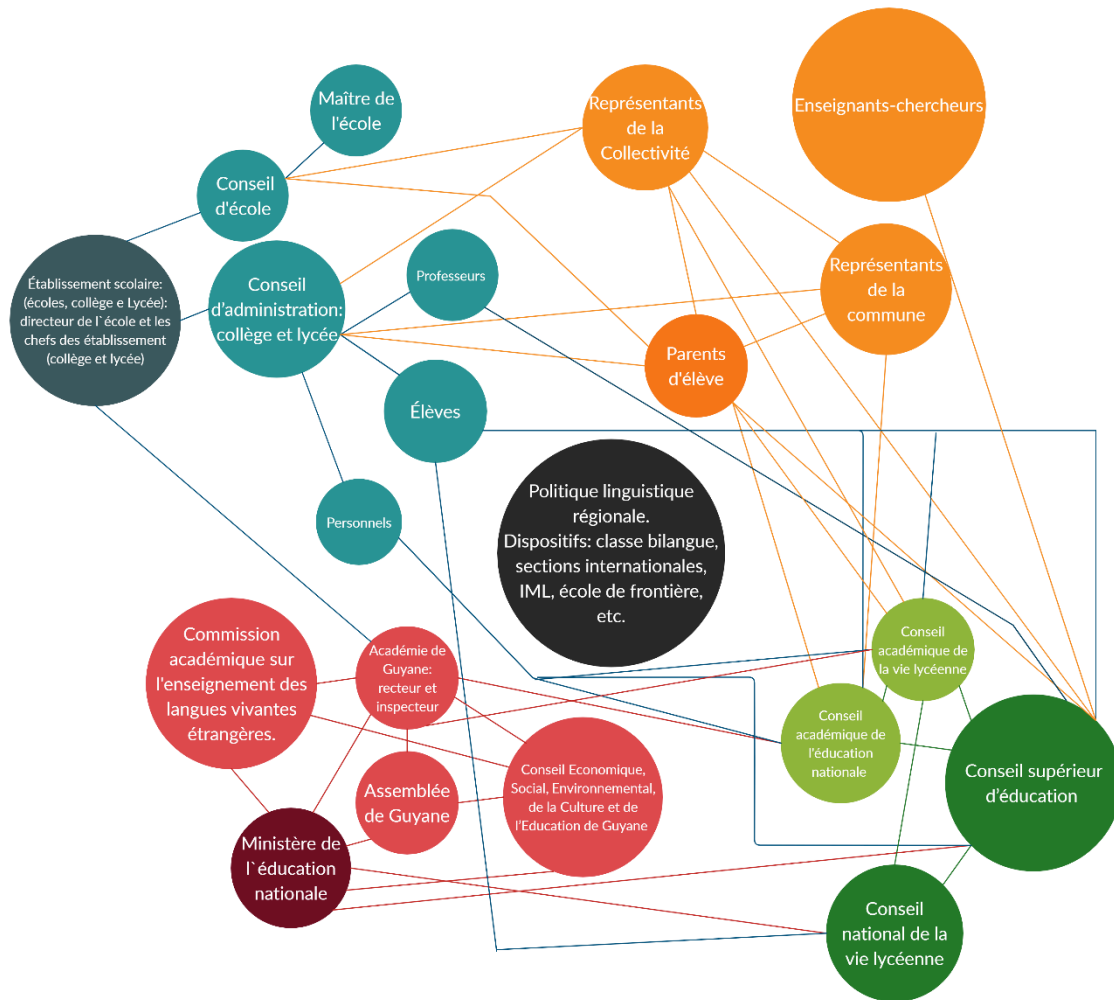 Maître de
l'école
Représentants
de la
Collectivité
Enseignants-chercheurs
Conseil
d'école
Établissement scolaire:
(écoles, collège e Lycée):
directeur de l`école et les
chefs des établissement
(collège et lycée)
Conseil
d’administration:
collège et lycée
Professeurs
Représentants
de la
commune
Parents
d'élève
Élèves
Personnels
Politique linguistique
régionale.
Dispositifs: classe bilangue,
sections internationales,
IML, école de frontière,
etc.
Commission
académique sur
l'enseignement des
langues vivantes
étrangères.
Académie de
Guyane:
recteur et
inspecteur
Conseil
académique de
la vie lycéenne
Conseil
académique de
l'éducation
nationale
Conseil supérieur
d’éducation
Assemblée
de Guyane
Conseil Economique,
Social, Environnemental,
de la Culture et de
l’Education de Guyane
Ministère de
l`éducation
nationale
Conseil
national de la
vie lycéenne